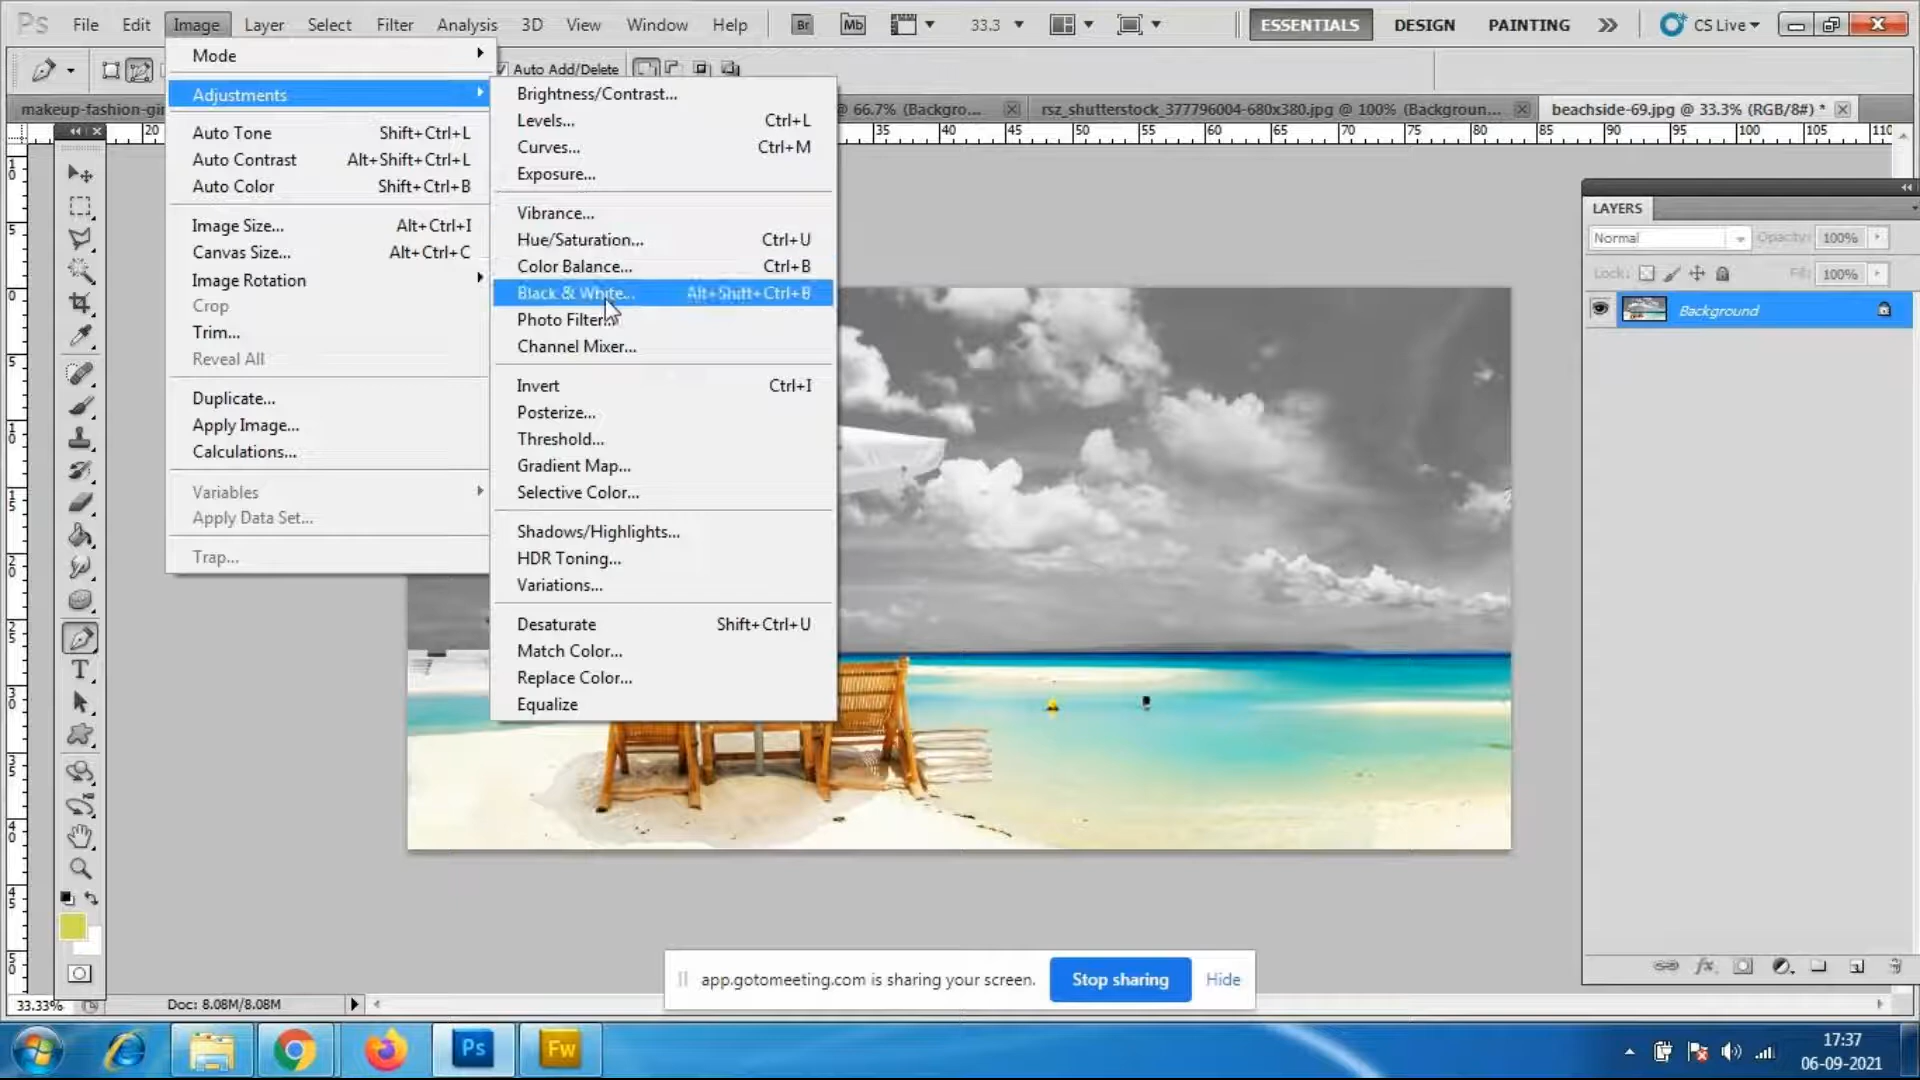 Ps File Edit Image Layer Select Filter Analysis 3D View Window Help Br Mb 33.3 ESSENTIALS DESIGN PAINTING CS Live
Auto Add/Delete
makeup-fashion-gi
@ 66.7% (Backgro...
rsz_shutterstock_377796004-680x380.jpg @ 100% (Backgroun...
beachside-69.jpg @ 33.3% (RGB/8#) *
20 35 40 45 50 55 60 65 70 75 80 85 90 95 100 105 110
Mode
Adjustments
Auto Tone Shift+Ctrl+L
Auto Contrast Alt+Shift+Ctrl+L
Auto Color Shift+Ctrl+B
Image Size... Alt+Ctrl+I
Canvas Size... Alt+Ctrl+C
Image Rotation
Crop
Trim...
Reveal All
Duplicate...
Apply Image...
Calculations...
Variables
Apply Data Set...
Trap...
Brightness/Contrast...
Levels... Ctrl+L
Curves... Ctrl+M
Exposure...
Vibrance...
Hue/Saturation... Ctrl+U
Color Balance... Ctrl+B
Black & White... Alt+Shift+Ctrl+B
Photo Filter...
Channel Mixer...
Invert Ctrl+I
Posterize...
Threshold...
Gradient Map...
Selective Color...
Shadows/Highlights...
HDR Toning...
Variations...
Desaturate Shift+Ctrl+U
Match Color...
Replace Color...
Equalize
LAYERS
Normal Opacity: 100%
Lock: Fill: 100%
Background
app.gotomeeting.com is sharing your screen. Stop sharing Hide
33.33% Doc: 8.08M/8.08M
Ps Fw
17:37
06-09-2021